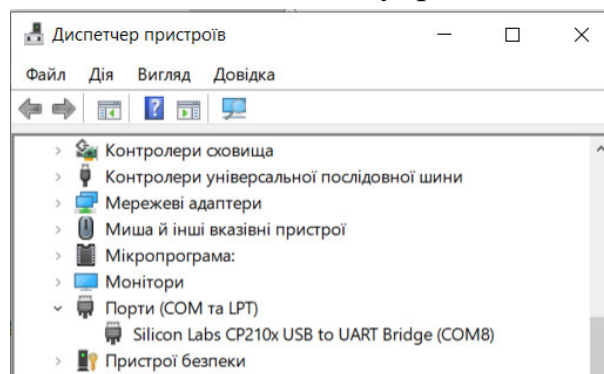 Диспетчер пристроїв
Файл Дія Вигляд Довідка
Контролери сховища
Контролери універсальної послідовної шини
Мережеві адаптери
Миша й інші вказівні пристрої
Мікропрограма:
Монітори
Порти (COM та LPT)
Silicon Labs CP210x USB to UART Bridge (COM8)
Пристрої безпеки